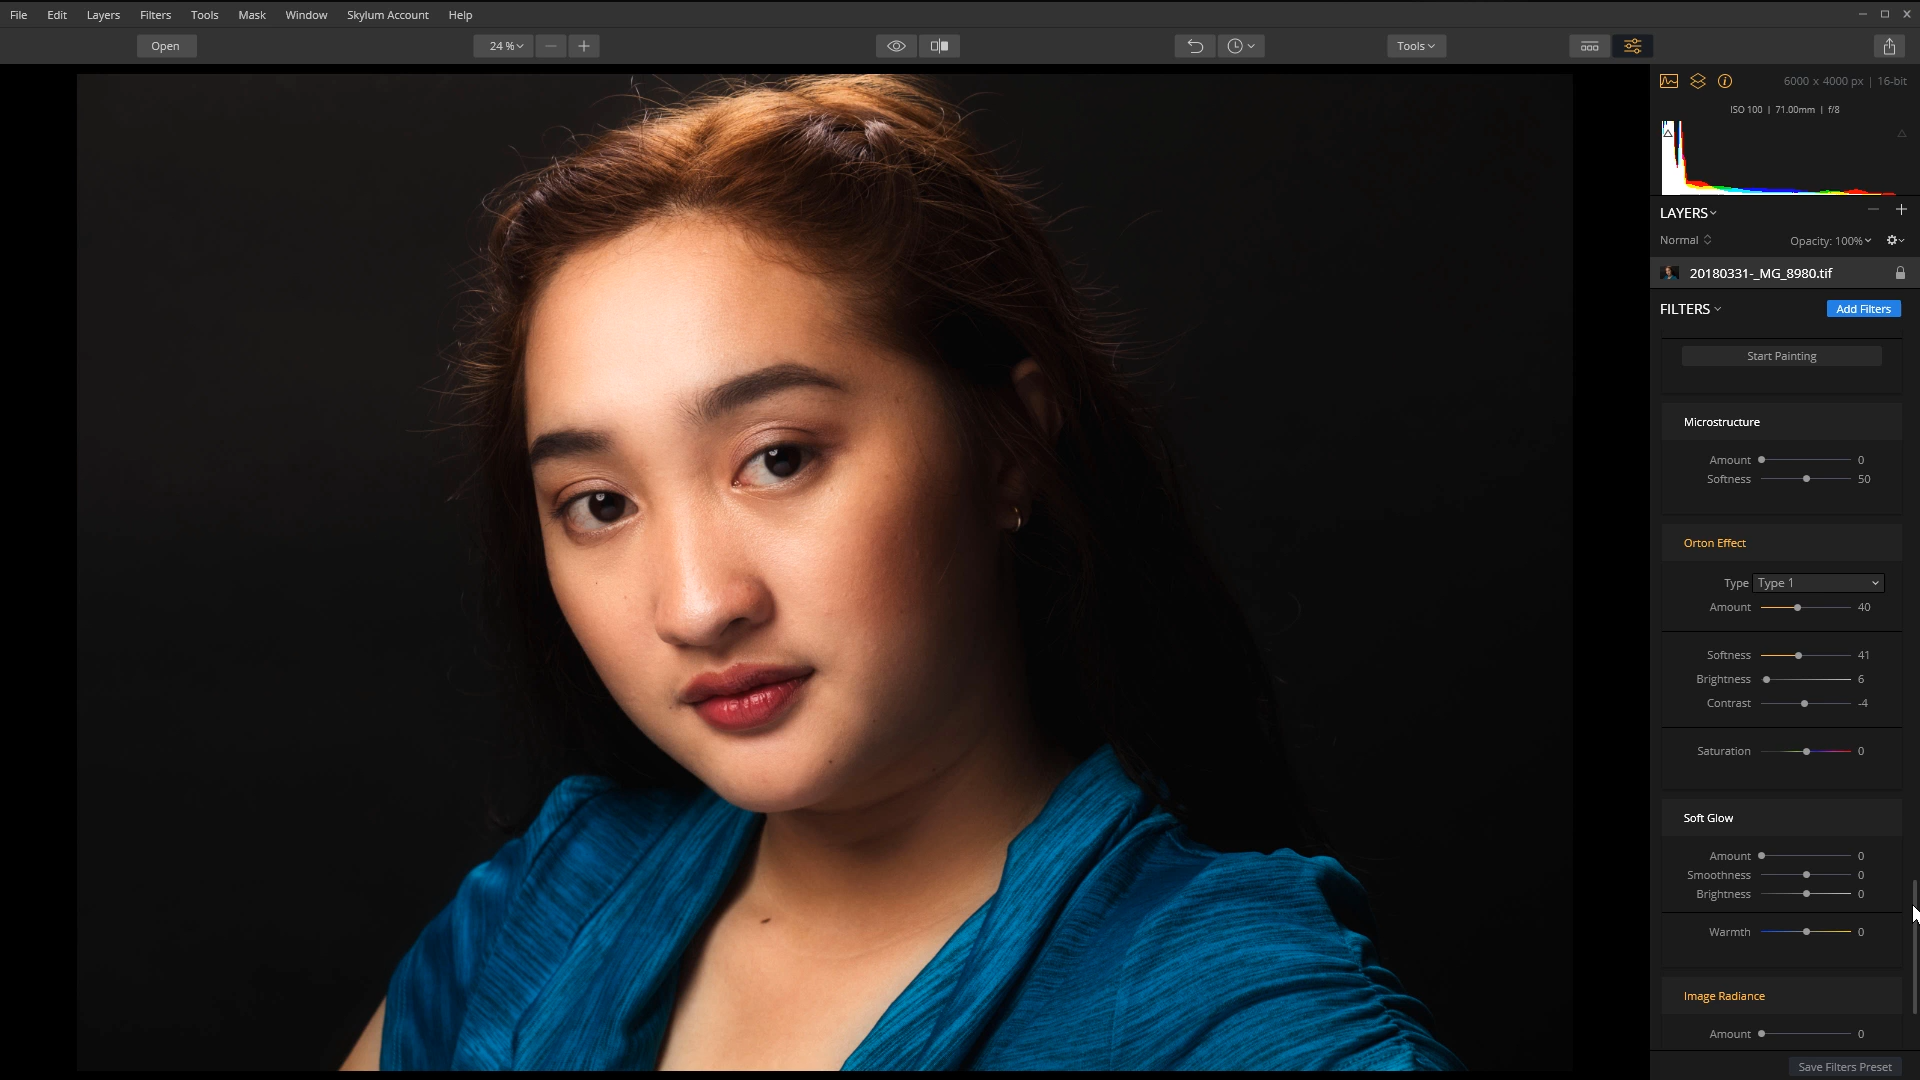 File Edit Layers Filters Tools Mask Window Skylum Account Help
Open 24 % Tools
6000 x 4000 px | 16-bit
ISO 100 | 71.00mm | f/8
LAYERS
Normal Opacity: 100%
20180331-_MG_8980.tif
FILTERS Add Filters
Start Painting
Microstructure
Amount 0
Softness 50
Orton Effect
Type Type 1
Amount 40
Softness 41
Brightness 6
Contrast -4
Saturation 0
Soft Glow
Amount 0
Smoothness 0
Brightness 0
Warmth 0
Image Radiance
Amount 0
Save Filters Preset